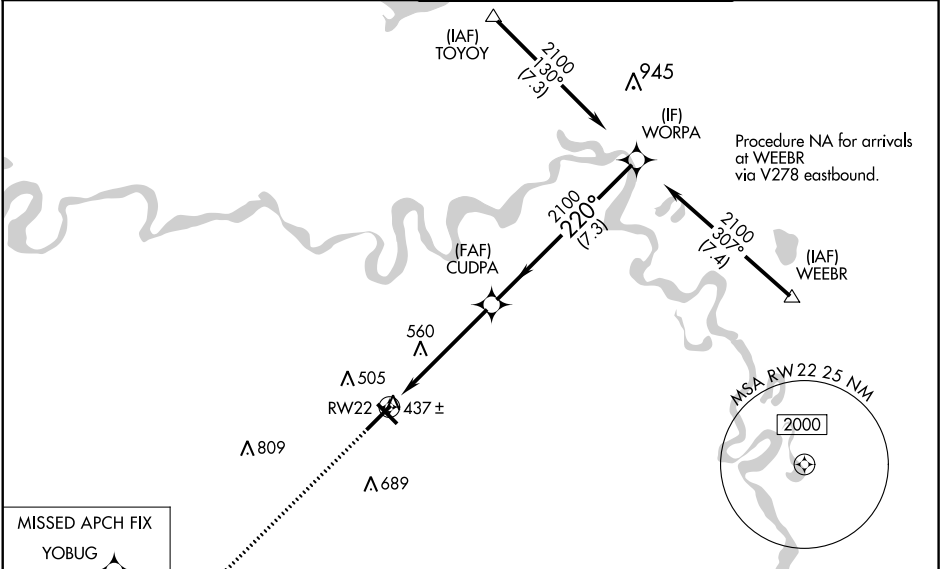 (IAF)
TOYOY
2100
130°
(7.3)
945
(IF)
WORPA
Procedure NA for arrivals
at WEEBR
via V278 eastbound.
2100
220°
(7.3)
2100
307°
(7.4)
(FAF)
CUDPA
(IAF)
WEEBR
560
505
RW22
437 ±
MSA RW22 25 NM
2000
809
689
MISSED APCH FIX
YOBUG